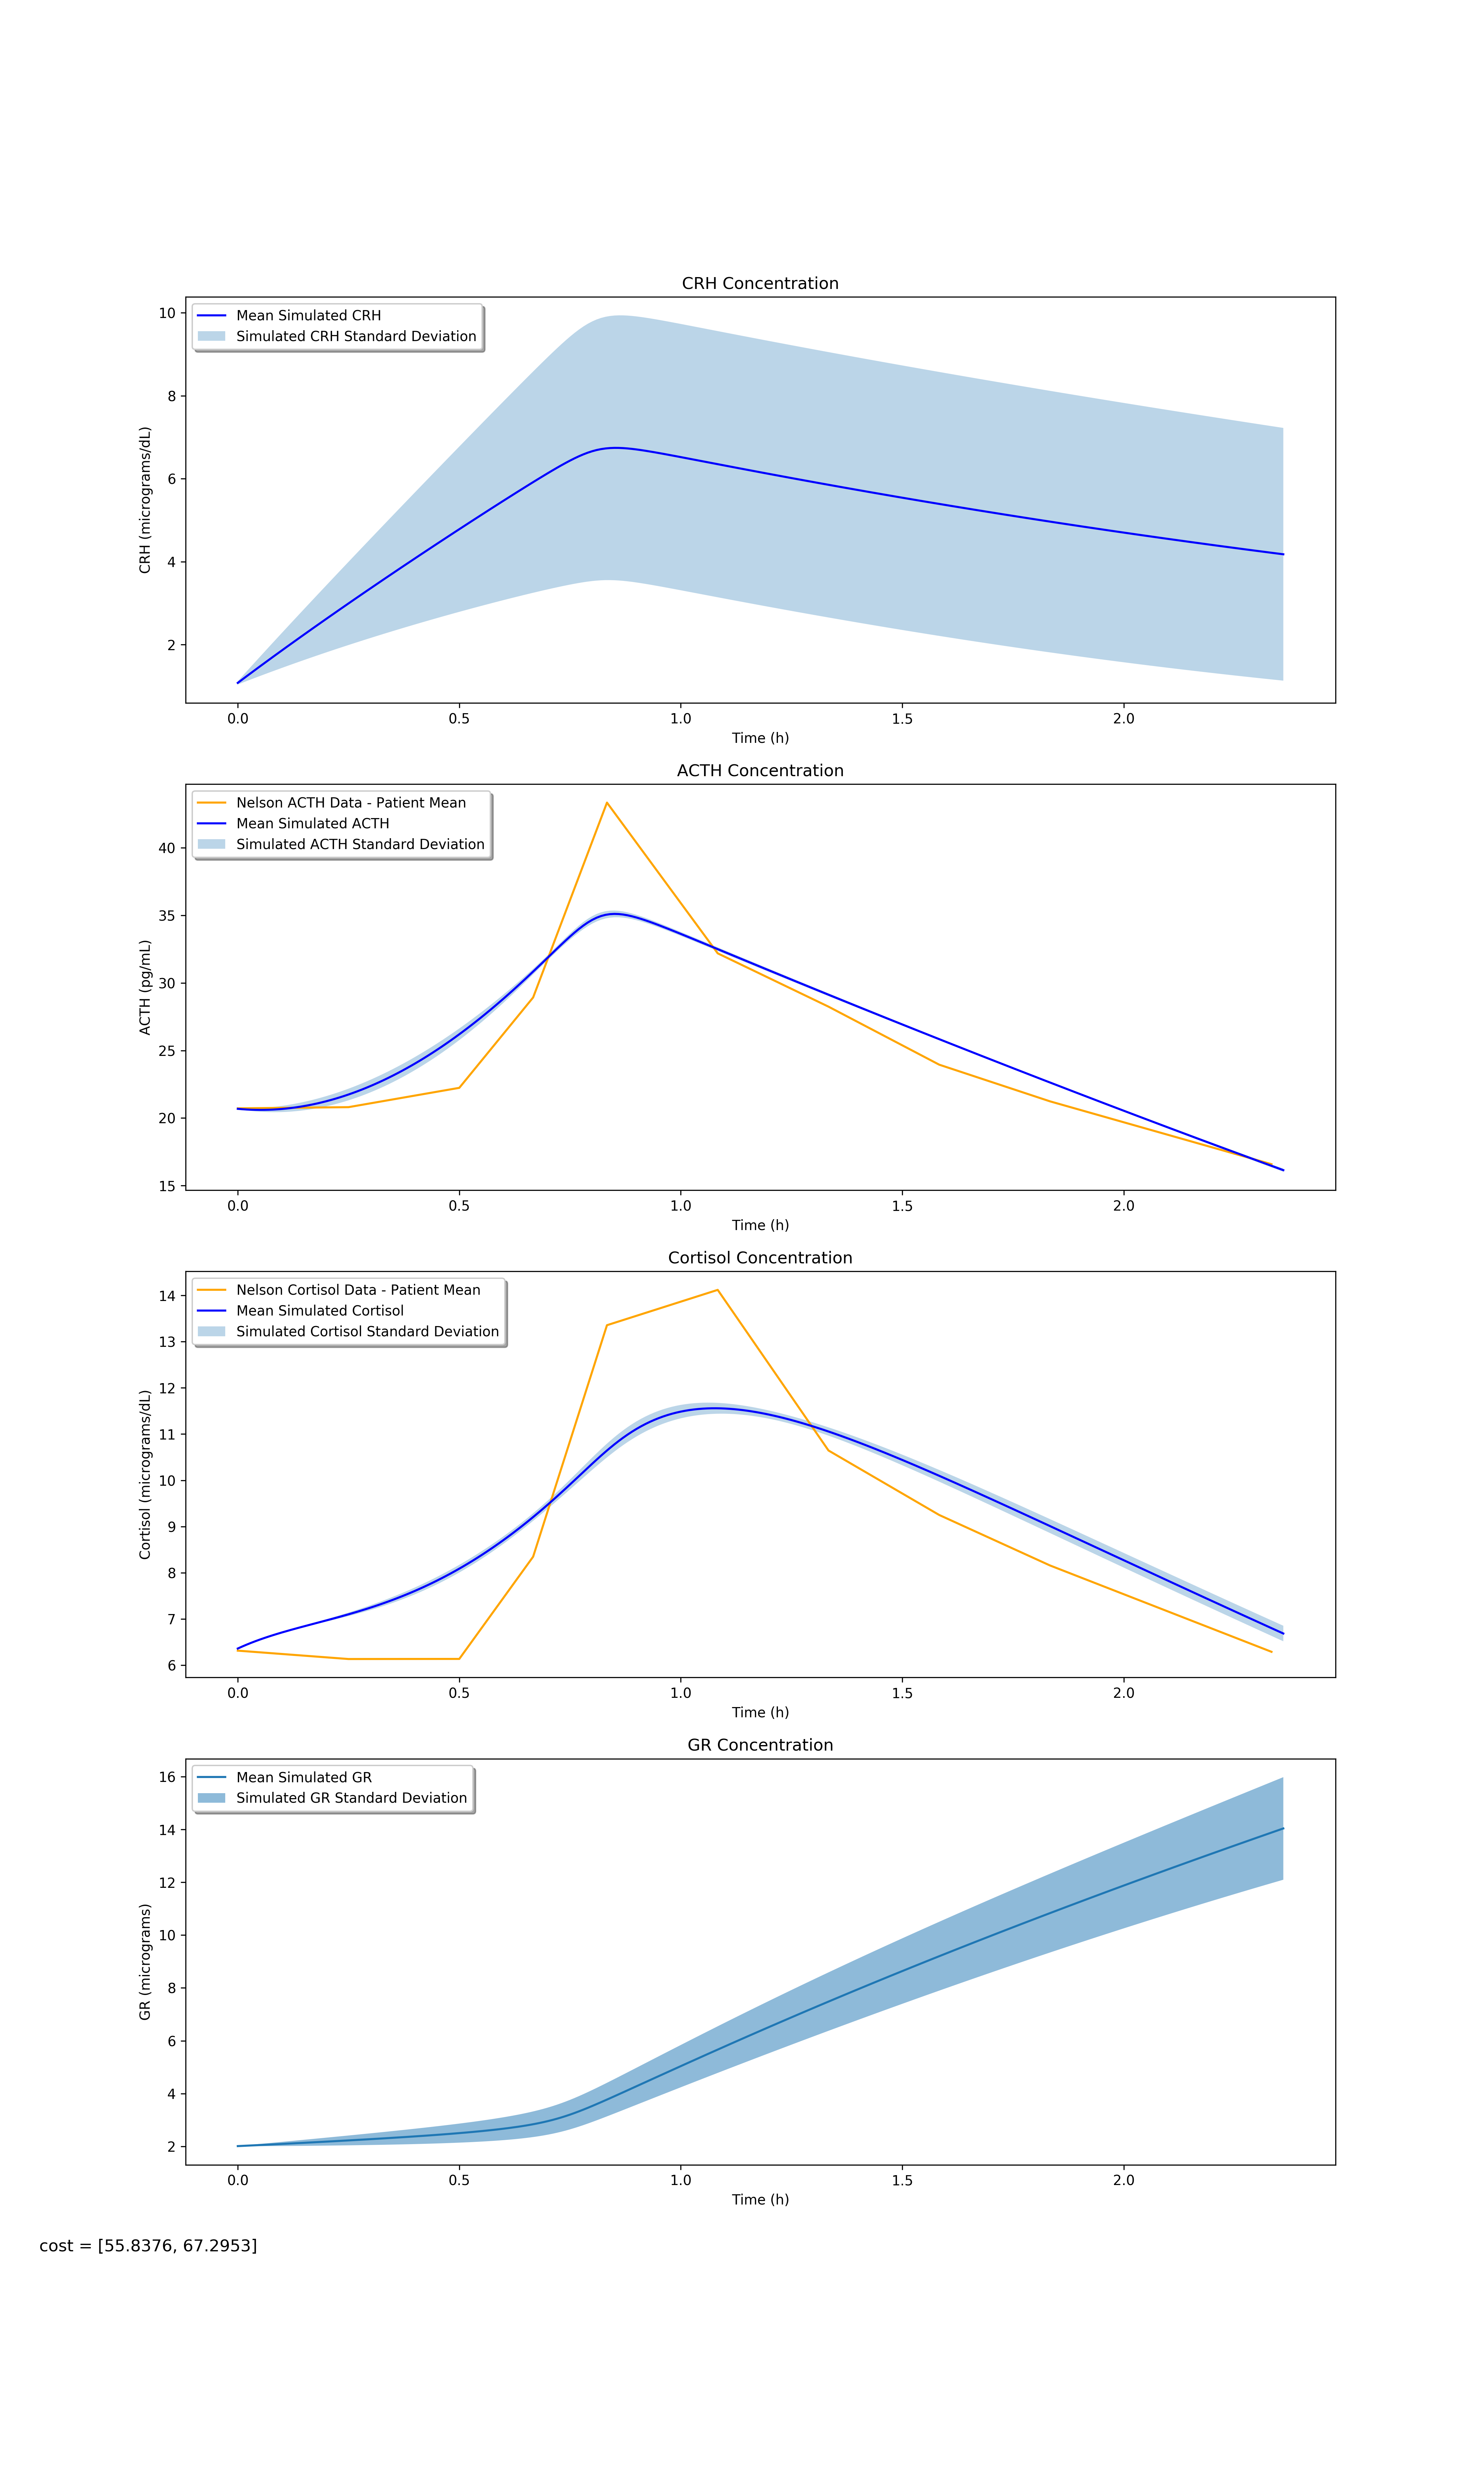 CRH Concentration
Mean Simulated CRH
Simulated CRH Standard Deviation
10
8
6
4
2
CRH (micrograms/dL)
0.0 0.5 1.0 1.5 2.0
Time (h)
ACTH Concentration
Nelson ACTH Data - Patient Mean
Mean Simulated ACTH
Simulated ACTH Standard Deviation
40
35
30
25
20
15
ACTH (pg/mL)
0.0 0.5 1.0 1.5 2.0
Time (h)
Cortisol Concentration
Nelson Cortisol Data - Patient Mean
Mean Simulated Cortisol
Simulated Cortisol Standard Deviation
14
13
12
11
10
9
8
7
6
Cortisol (micrograms/dL)
0.0 0.5 1.0 1.5 2.0
Time (h)
GR Concentration
Mean Simulated GR
Simulated GR Standard Deviation
16
14
12
10
8
6
4
2
GR (micrograms)
0.0 0.5 1.0 1.5 2.0
Time (h)
cost = [55.8376, 67.2953]